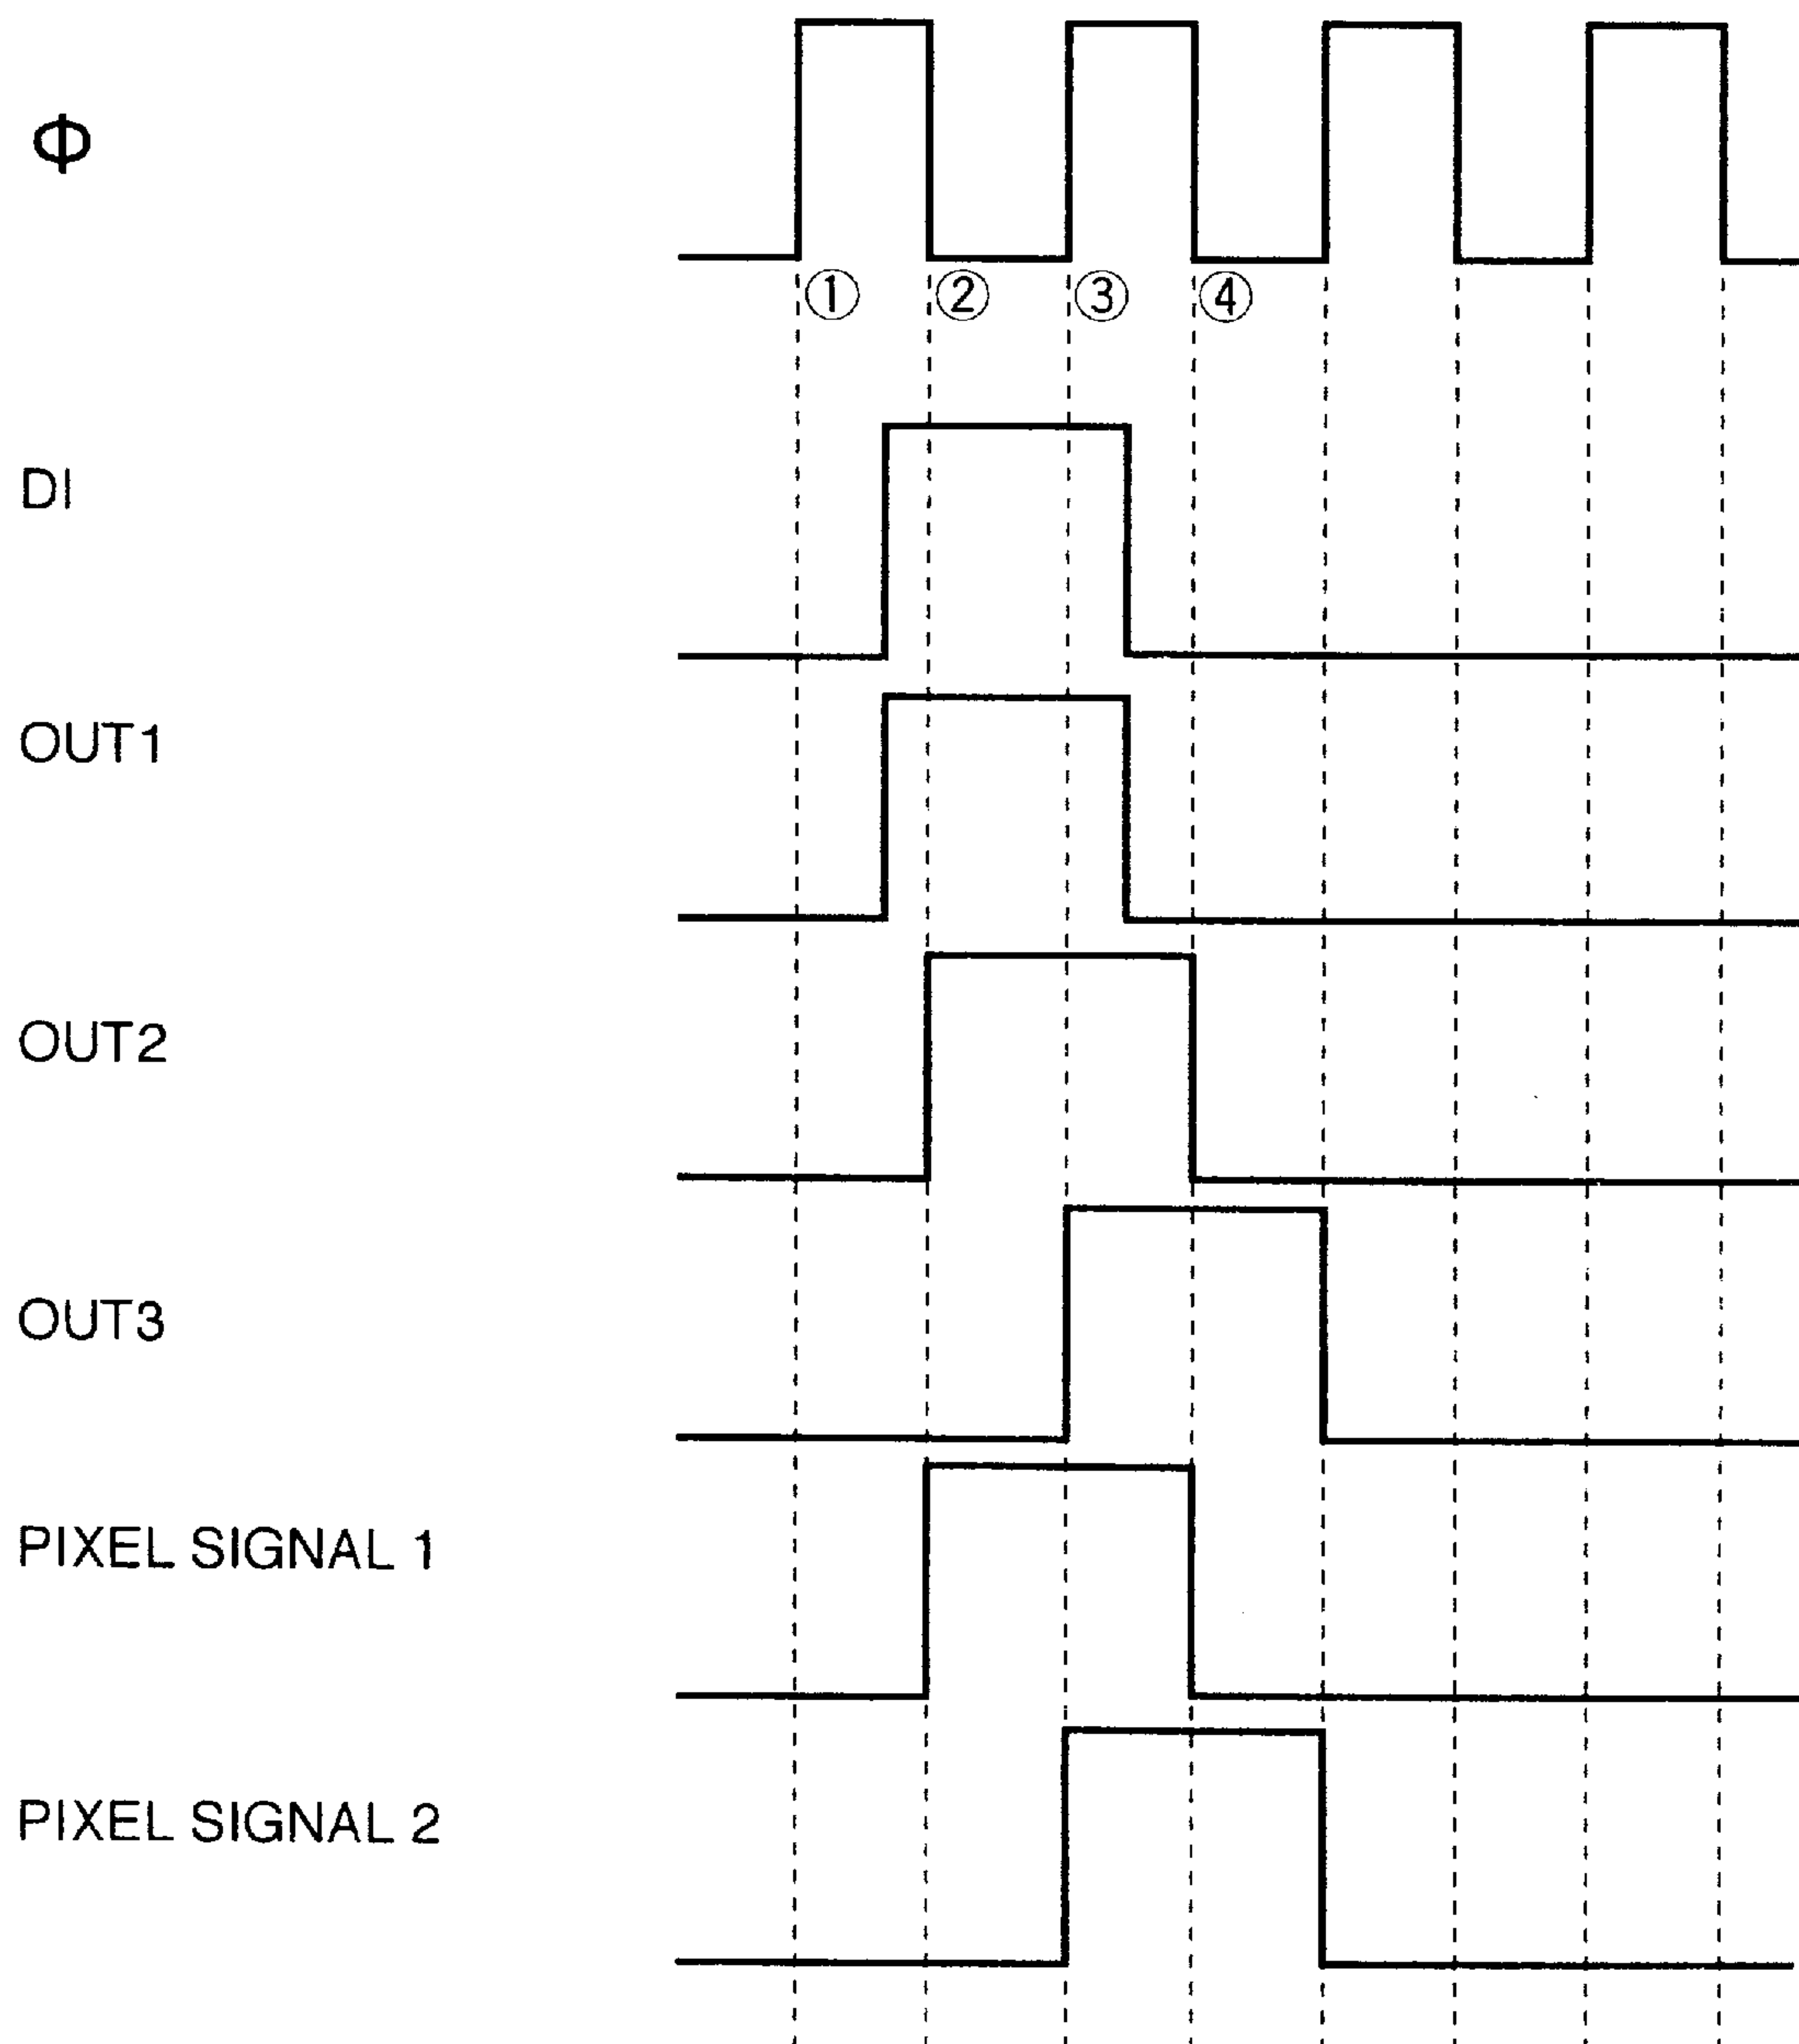 Φ
① ② ③ ④
DI
OUT1
OUT2
OUT3
PIXEL SIGNAL 1
PIXEL SIGNAL 2